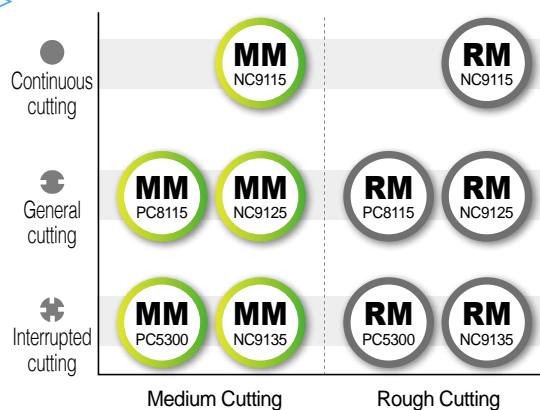 MM
NC9115
RM
NC9115
Continuous
cutting
MM
PC8115
MM
NC9125
RM
PC8115
RM
NC9125
General
cutting
MM
PC5300
MM
NC9135
RM
PC5300
RM
NC9135
Interrupted
cutting
Medium Cutting
Rough Cutting